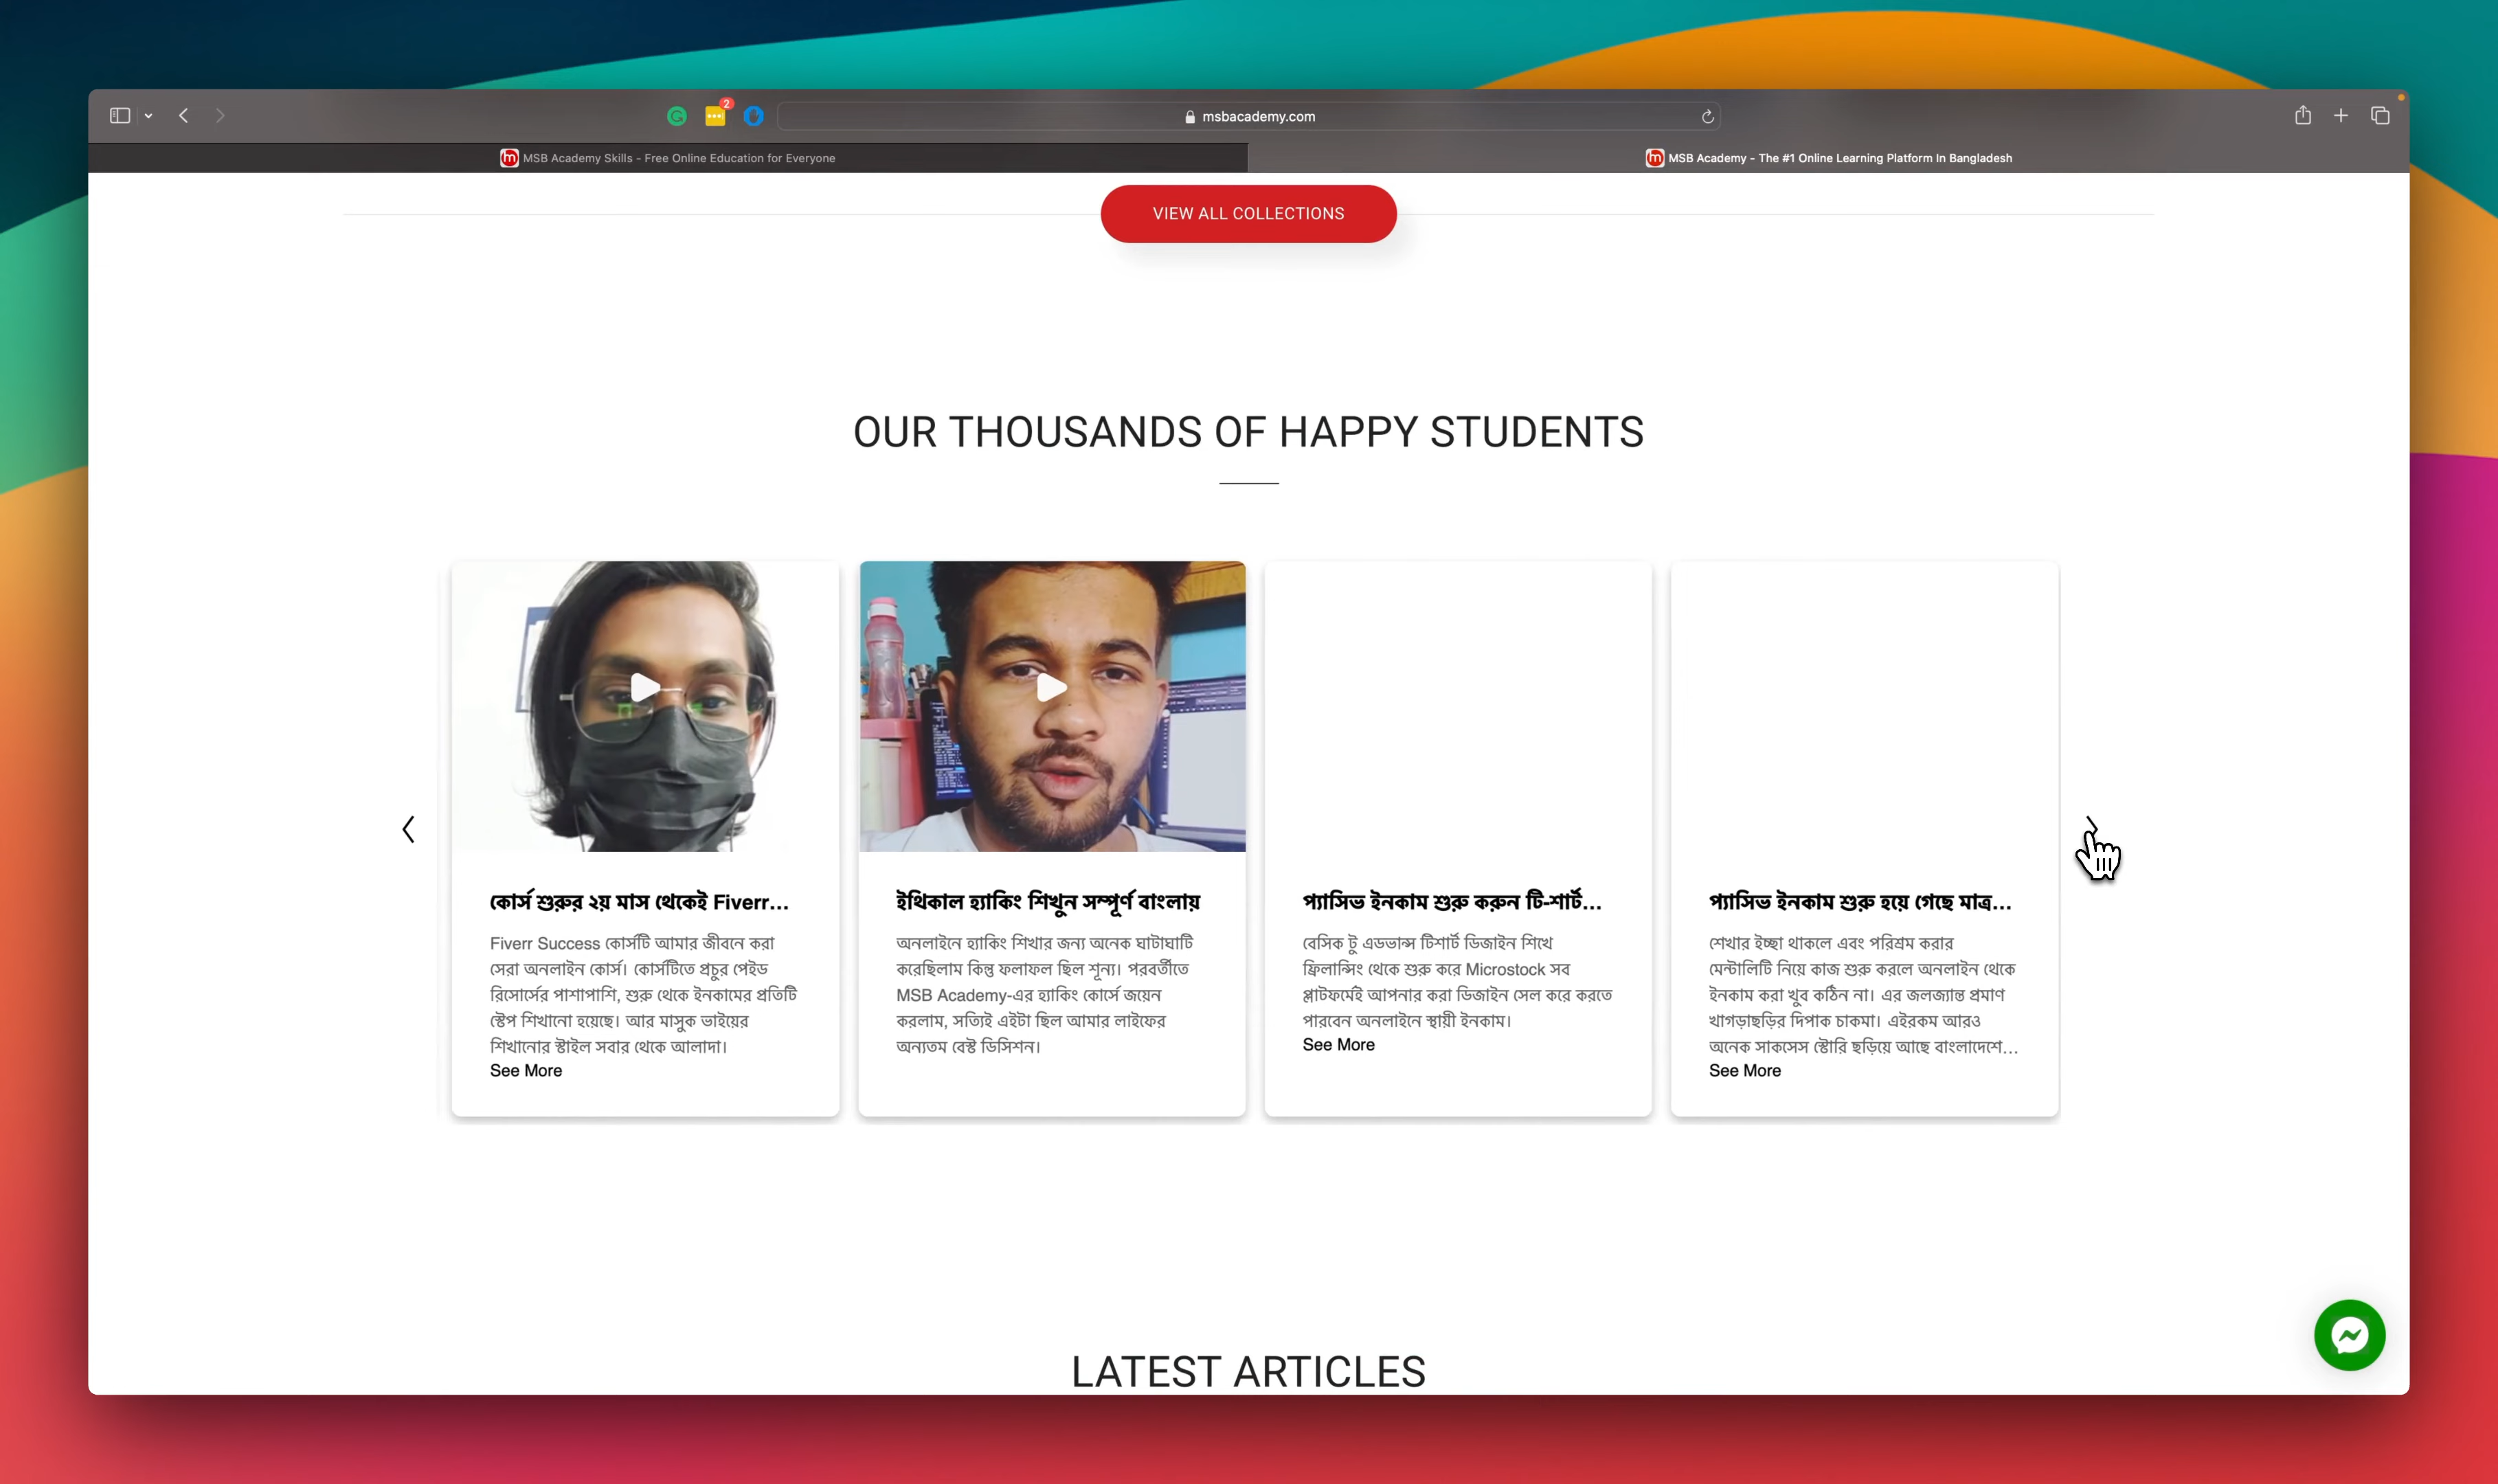 2
msbacademy.com
MSB Academy Skills - Free Online Education for Everyone
MSB Academy - The #1 Online Learning Platform In Bangladesh
VIEW ALL COLLECTIONS
OUR THOUSANDS OF HAPPY STUDENTS
কোর্স শুরুর ২য় মাস থেকেই Fiverr...
Fiverr Success কোর্সটি আমার জীবনে করা
সেরা অনলাইন কোর্স। কোর্সটিতে প্রচুর পেইড
রিসোর্সের পাশাপাশি, শুরু থেকে ইনকামের প্রতিটি
স্টেপ শিখানো হয়েছে। আর মাসুক ভাইয়ের
শিখানোর স্টাইল সবার থেকে আলাদা।
See More
ইথিকাল হ্যাকিং শিখুন সম্পূর্ণ বাংলায়
অনলাইনে হ্যাকিং শিখার জন্য অনেক ঘাটাঘাটি
করেছিলাম কিন্তু ফলাফল ছিল শূন্য। পরবর্তীতে
MSB Academy-এর হ্যাকিং কোর্সে জয়েন
করলাম, সত্যিই এইটা ছিল আমার লাইফের
অন্যতম বেস্ট ডিসিশন।
প্যাসিভ ইনকাম শুরু করুন টি-শার্ট...
বেসিক টু এডভান্স টিশার্ট ডিজাইন শিখে
ফ্রিলান্সিং থেকে শুরু করে Microstock সব
প্লাটফর্মেই আপনার করা ডিজাইন সেল করে করতে
পারবেন অনলাইনে স্থায়ী ইনকাম।
See More
প্যাসিভ ইনকাম শুরু হয়ে গেছে মাত্র...
শেখার ইচ্ছা থাকলে এবং পরিশ্রম করার
মেন্টালিটি নিয়ে কাজ শুরু করলে অনলাইন থেকে
ইনকাম করা খুব কঠিন না। এর জলজ্যান্ত প্রমাণ
খাগড়াছড়ির দিপাক চাকমা। এইরকম আরও
অনেক সাকসেস স্টোরি ছড়িয়ে আছে বাংলাদেশে...
See More
LATEST ARTICLES